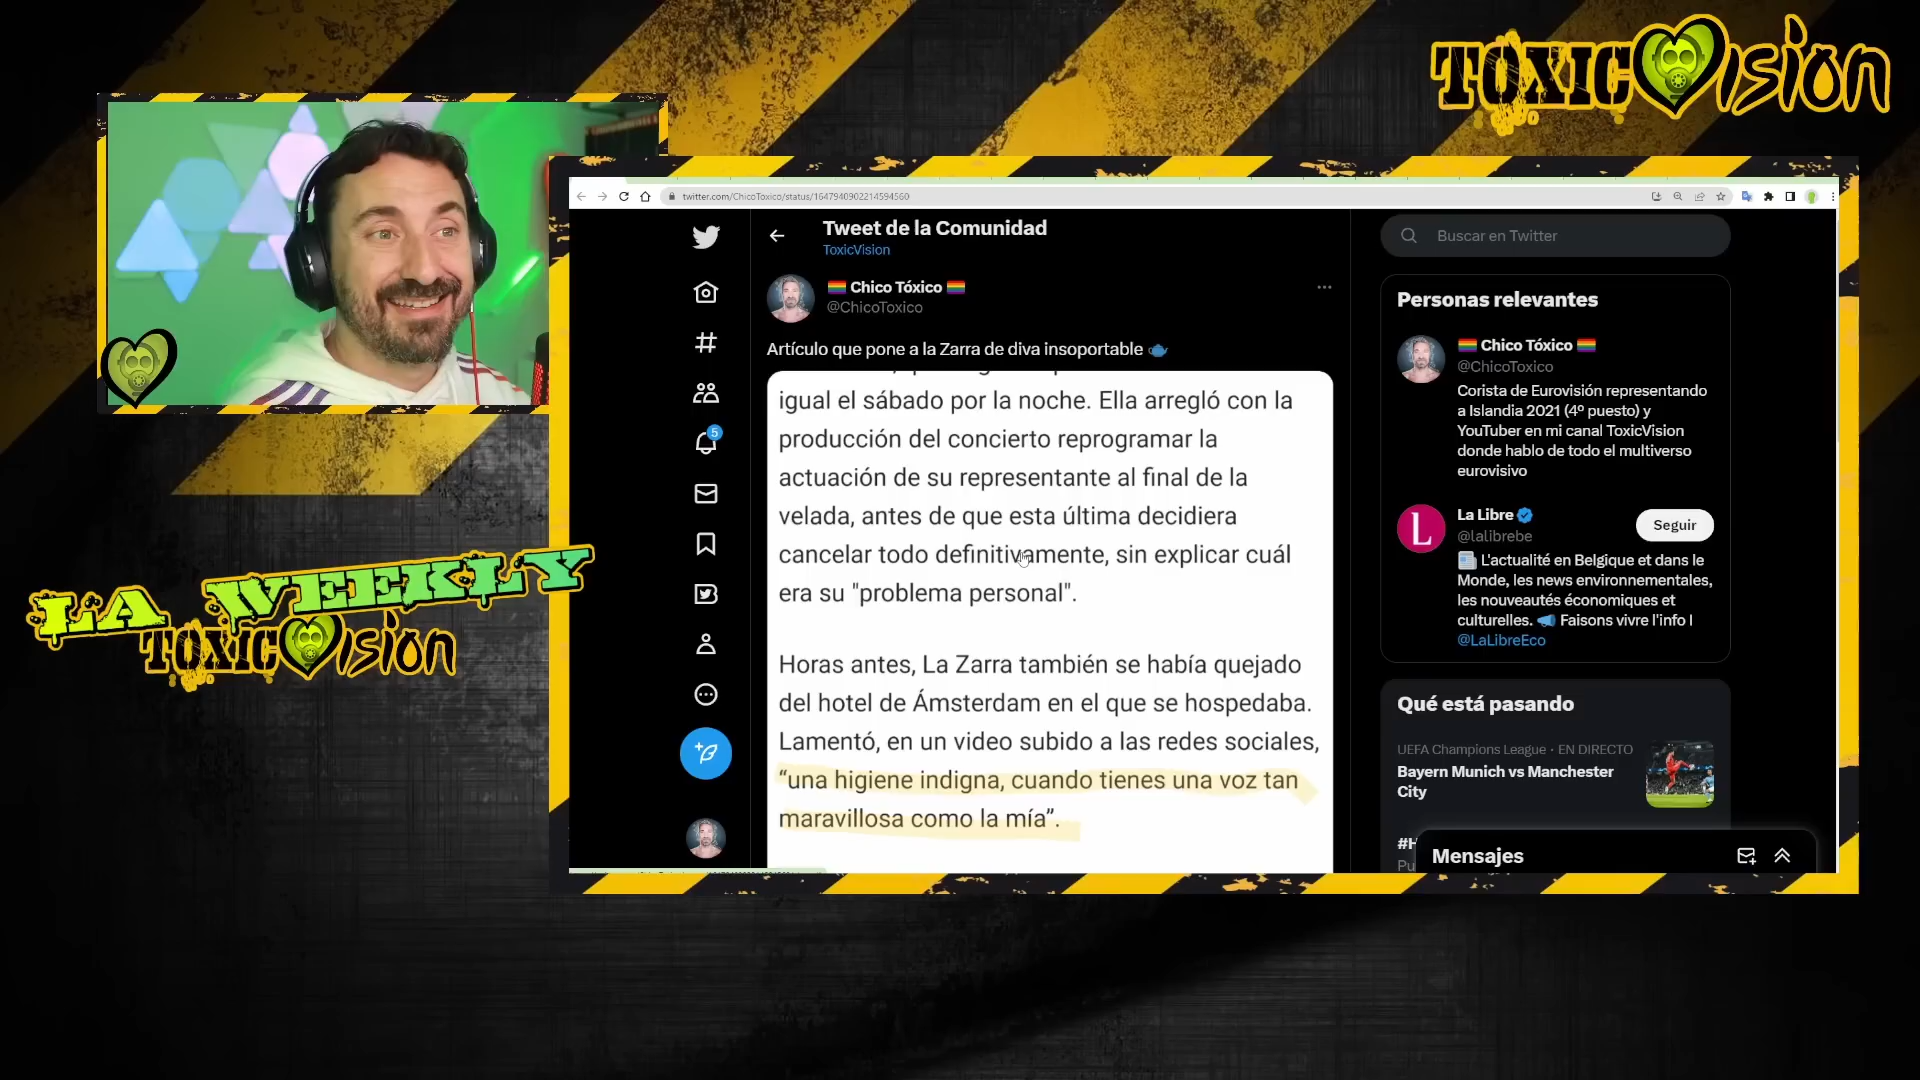 TOXICVISION
twitter.com/ChicoToxico/status/1647940902214594560
Tweet de la Comunidad
ToxicVision
Chico Tóxico
@ChicoToxico
Artículo que pone a la Zarra de diva insoportable
igual el sábado por la noche. Ella arregló con la
producción del concierto reprogramar la
actuación de su representante al final de la
velada, antes de que esta última decidiera
cancelar todo definitivamente, sin explicar cuál
era su "problema personal".
Horas antes, La Zarra también se había quejado
del hotel de Ámsterdam en el que se hospedaba.
Lamentó, en un video subido a las redes sociales,
“una higiene indigna, cuando tienes una voz tan
maravillosa como la mía”.
5
Buscar en Twitter
Personas relevantes
Chico Tóxico
@ChicoToxico
Corista de Eurovisión representando
a Islandia 2021 (4º puesto) y
YouTuber en mi canal ToxicVision
donde hablo de todo el multiverso
eurovisivo
La Libre
@lalibrebe
Seguir
L'actualité en Belgique et dans le
Monde, les news environnementales,
les nouveautés économiques et
culturelles. Faisons vivre l'info !
@LaLibreEco
Qué está pasando
UEFA Champions League · EN DIRECTO
Bayern Munich vs Manchester
City
Mensajes
LA WEEKLY
TOXICVISION